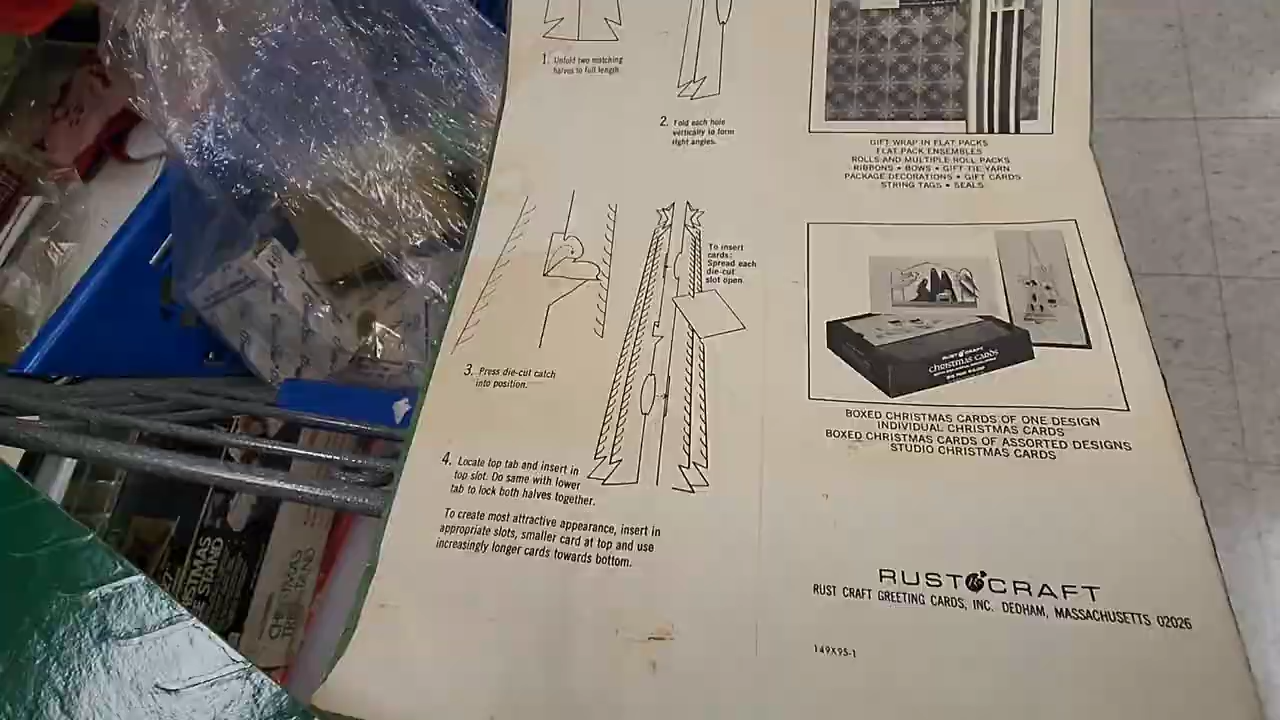 1. Unfold two matching
halves to full length.
2. Fold each hole
vertically to form
right angles.
To insert
cards:
Spread each
die-cut
slot open.
3. Press die-cut catch
into position.
4. Locate top tab and insert in
top slot. Do same with lower
tab to lock both halves together.
To create most attractive appearance, insert in
appropriate slots, smaller card at top and use
increasingly longer cards towards bottom.
GIFT WRAP IN FLAT PACKS
FLAT PACK ENSEMBLES
ROLLS AND MULTIPLE ROLL PACKS
RIBBONS • BOWS • GIFT TIE YARN
PACKAGE DECORATIONS • GIFT CARDS
STRING TAGS • SEALS
RUST CRAFT
christmas cards
BOXED CHRISTMAS CARDS OF ONE DESIGN
INDIVIDUAL CHRISTMAS CARDS
BOXED CHRISTMAS CARDS OF ASSORTED DESIGNS
STUDIO CHRISTMAS CARDS
RUST CRAFT
RUST CRAFT GREETING CARDS, INC. DEDHAM, MASSACHUSETTS 02026
149X95-1
STAND
CHRISTMAS
TREE STAND